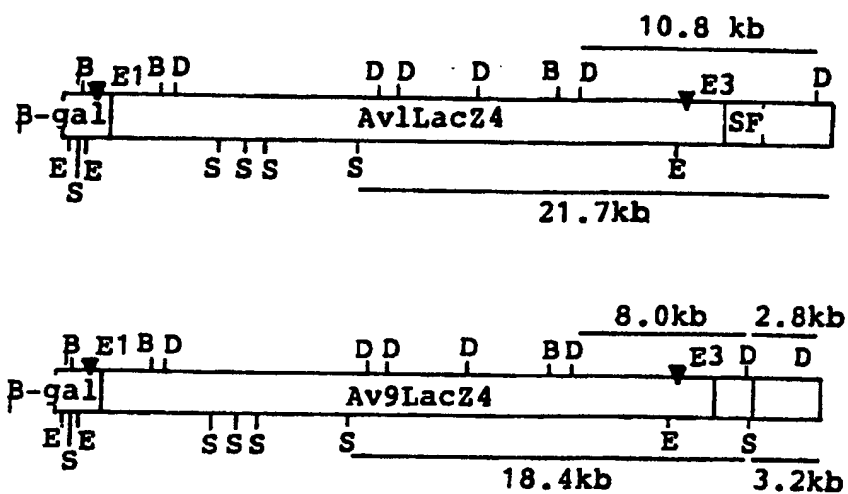 10.8 kb
B E1 B D D D D B D E3 D
β-gal Av1LacZ4 SF
E S E S S S S E
21.7kb
8.0kb 2.8kb
B E1 B D D D D B D E3 D D
β-gal Av9LacZ4
E S E S S S S E S
18.4kb 3.2kb